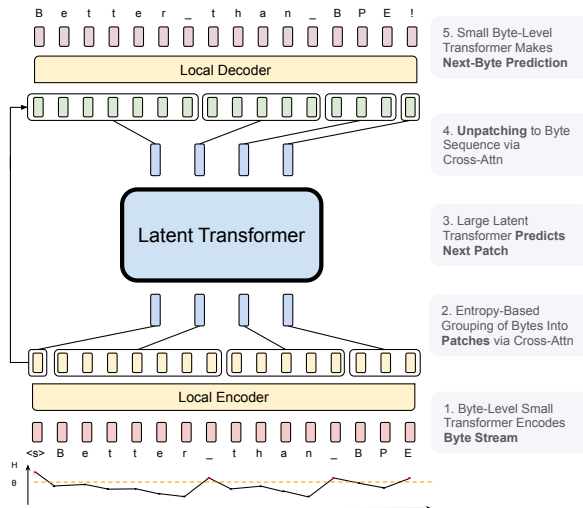 B e t t e r _ t h a n _ B P E !
5. Small Byte-Level
Transformer Makes
Next-Byte Prediction
Local Decoder
4. Unpatching to Byte
Sequence via
Cross-Attn
Latent Transformer
3. Large Latent
Transformer Predicts
Next Patch
2. Entropy-Based
Grouping of Bytes Into
Patches via Cross-Attn
Local Encoder
1. Byte-Level Small
Transformer Encodes
Byte Stream
<s> B e t t e r _ t h a n _ B P E
H
θ